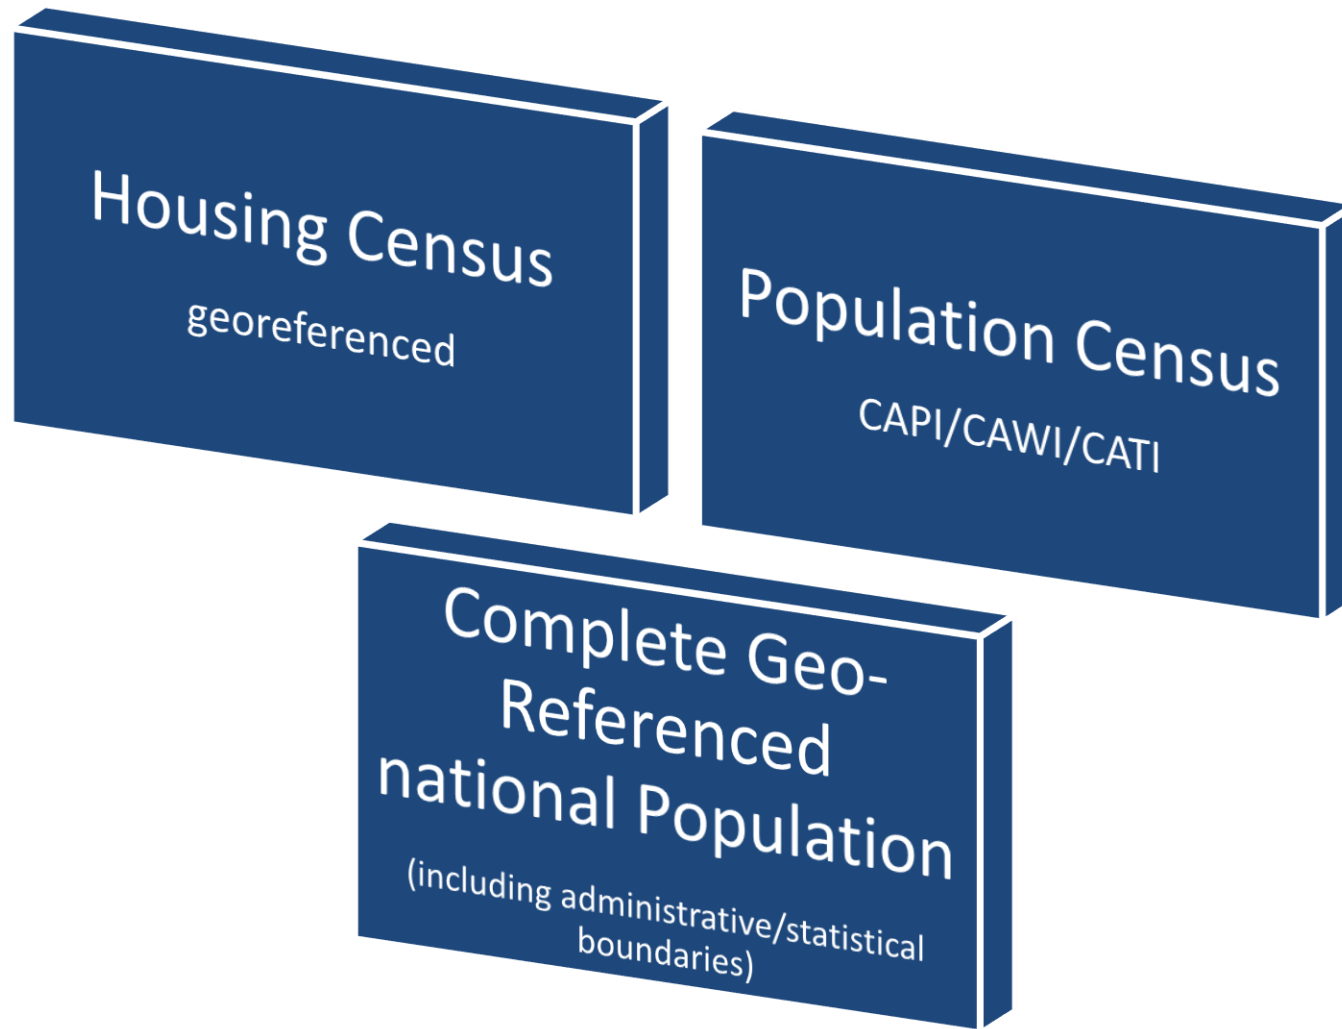 Housing Census
georeferenced
Population Census
CAPI/CAWI/CATI
Complete Geo-
Referenced
national Population
(including administrative/statistical
boundaries)